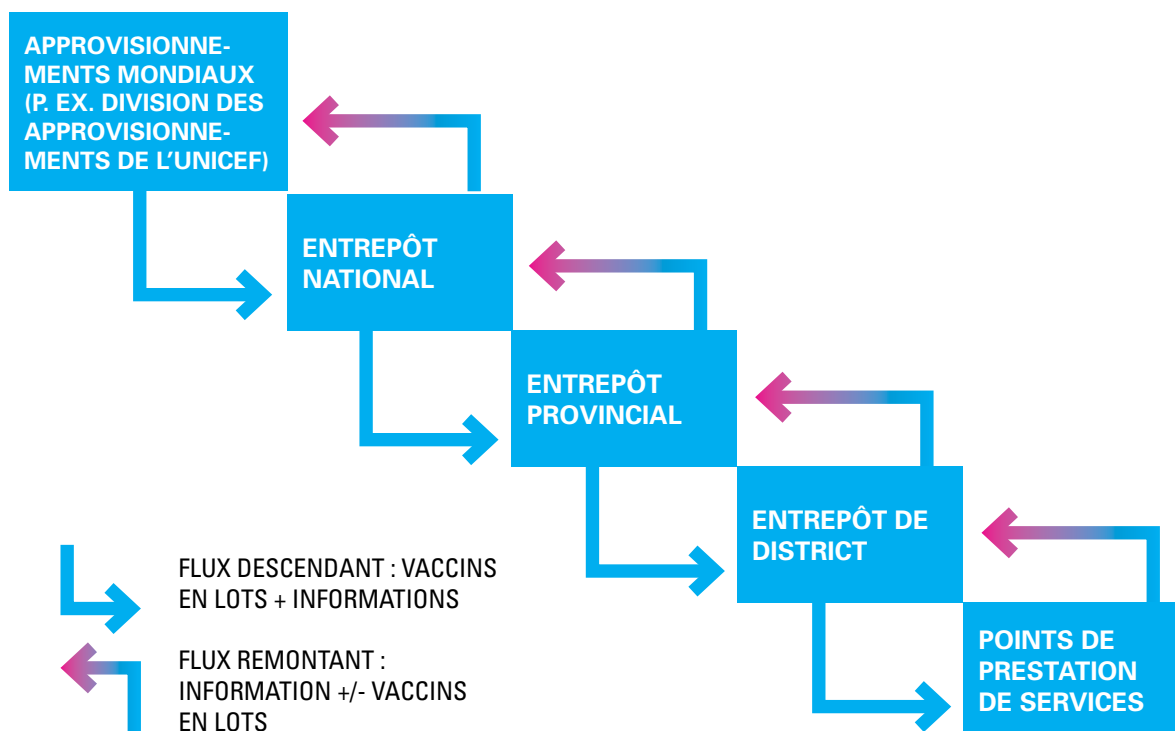 APPROVISIONNE-
MENTS MONDIAUX
(P. EX. DIVISION DES
APPROVISIONNE-
MENTS DE L'UNICEF)
ENTREPÔT
NATIONAL
ENTREPÔT
PROVINCIAL
ENTREPÔT DE
DISTRICT
POINTS DE
PRESTATION
DE SERVICES
FLUX DESCENDANT : VACCINS
EN LOTS + INFORMATIONS
FLUX REMONTANT :
INFORMATION +/- VACCINS
EN LOTS